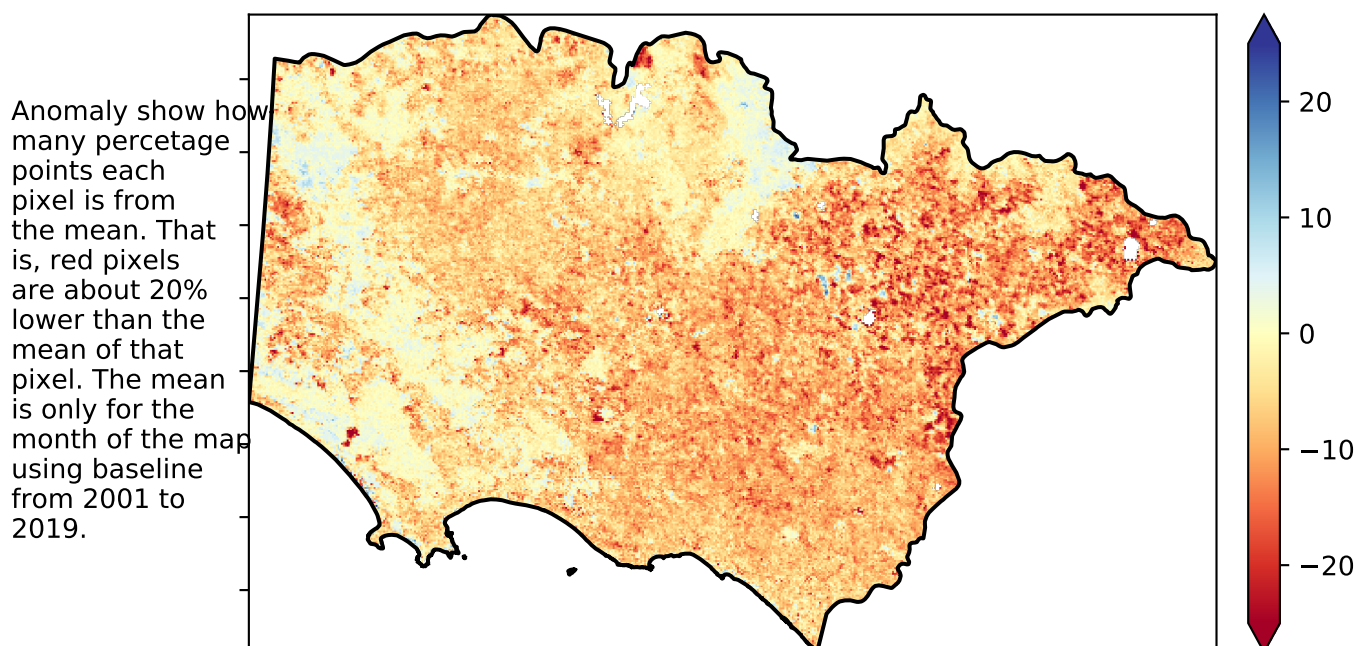 Anomaly show how
many percetage
points each
pixel is from
the mean. That
is, red pixels
are about 20%
lower than the
mean of that
pixel. The mean
is only for the
month of the map
using baseline
from 2001 to
2019.
20
10
0
−10
−20